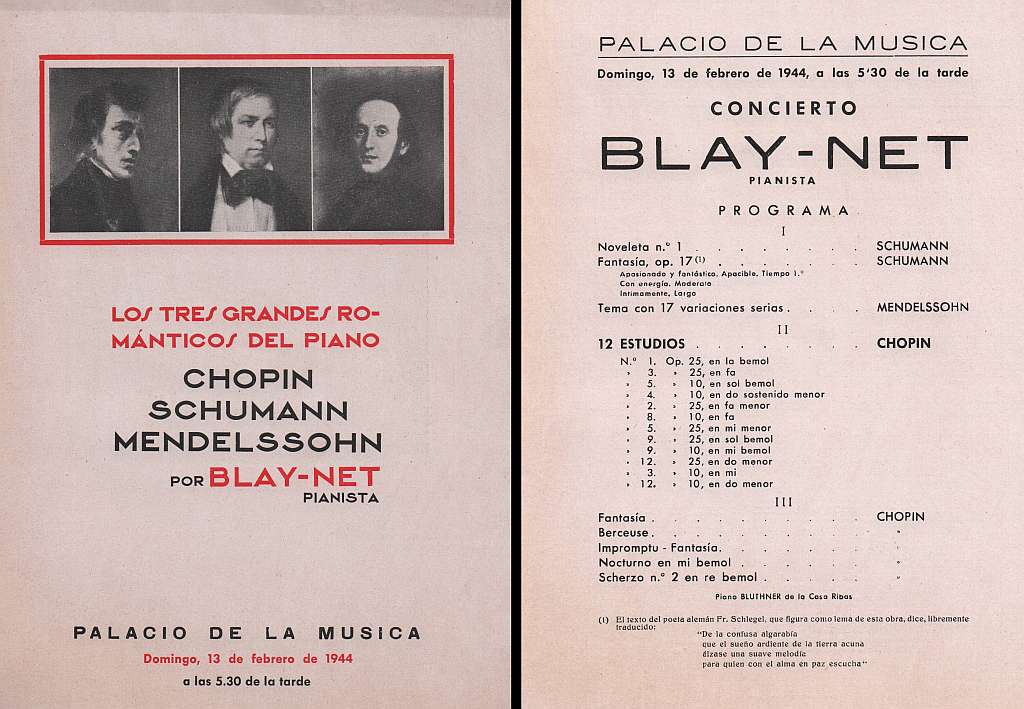 LOS TRES GRANDES RO-
MÁNTICOS DEL PIANO
CHOPIN
SCHUMANN
MENDELSSOHN
POR BLAY-NET
PIANISTA
PALACIO DE LA MUSICA
Domingo, 13 de febrero de 1944
a las 5.30 de la tarde
PALACIO DE LA MUSICA
Domingo, 13 de febrero de 1944, a las 5'30 de la tarde
CONCIERTO
BLAY-NET
PIANISTA
PROGRAMA
I
Noveleta n.º 1 . . . . . . . . SCHUMANN
Fantasía, op. 17 (1) . . . . . . . SCHUMANN
Apasionado y fantástico. Apacible. Tiempo 1.º
Con energía. Moderato
Intimamente, Largo
Tema con 17 variaciones serias . . . . MENDELSSOHN
II
12 ESTUDIOS . . . . . . . . CHOPIN
N.º 1. Op. 25, en la bemol
» 3. » 25, en fa
» 5. » 10, en sol bemol
» 4. » 10, en do sostenido menor
» 2. » 25, en fa menor
» 8. » 10, en fa
» 5. » 25, en mi menor
» 9. » 25, en sol bemol
» 9. » 10, en mi bemol
» 12. » 25, en do menor
» 3. » 10, en mi
» 12. » 10, en do menor
III
Fantasía . . . . . . . . . CHOPIN
Berceuse . . . . . . . . . "
Impromptu - Fantasía. . . . . . . "
Nocturno en mi bemol . . . . . . "
Scherzo n.º 2 en re bemol . . . . . "
Piano BLUTHNER de la Casa Ribas
(1) El texto del poeta alemán Fr. Schlegel, que figura como lema de esta obra, dice, libremente
traducido:
"De la confusa algarabía
que el sueño ardiente de la tierra acuna
álzase una suave melodía
para quien con el alma en paz escucha"